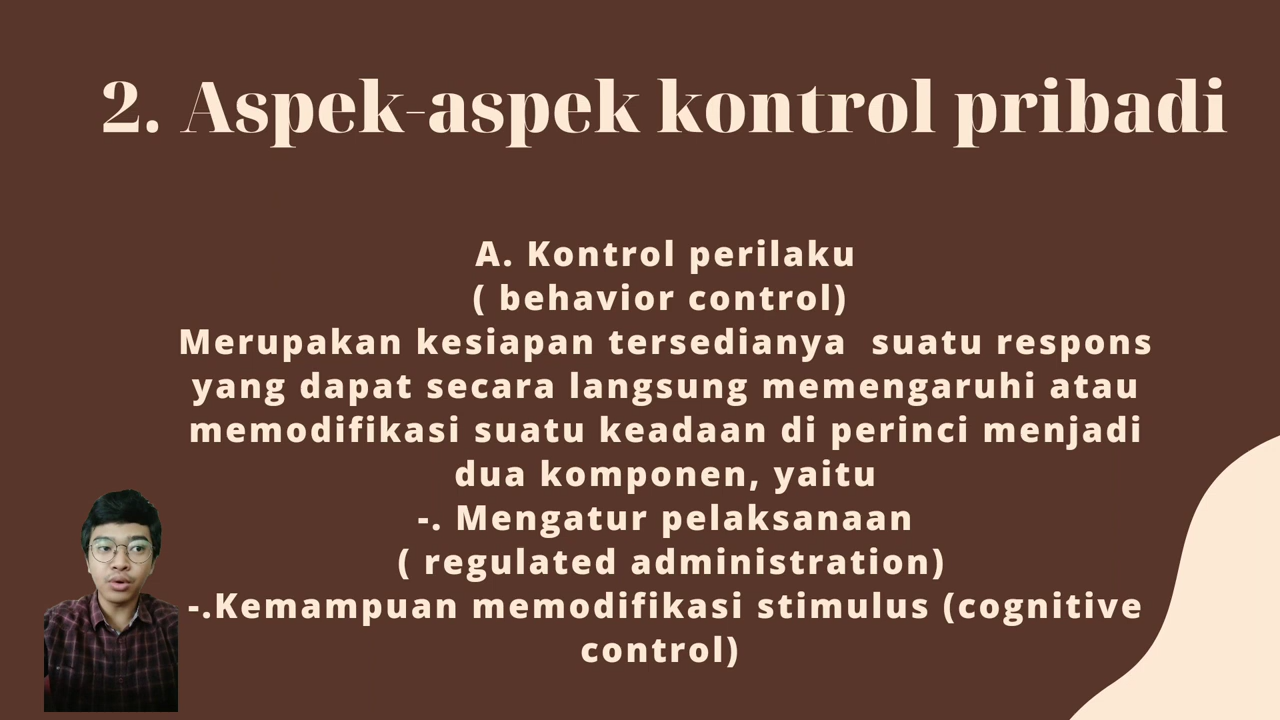 2. Aspek-aspek kontrol pribadi
A. Kontrol perilaku
( behavior control)
Merupakan kesiapan tersedianya  suatu respons
yang dapat secara langsung memengaruhi atau
memodifikasi suatu keadaan di perinci menjadi
dua komponen, yaitu
-. Mengatur pelaksanaan
( regulated administration)
-.Kemampuan memodifikasi stimulus (cognitive
control)